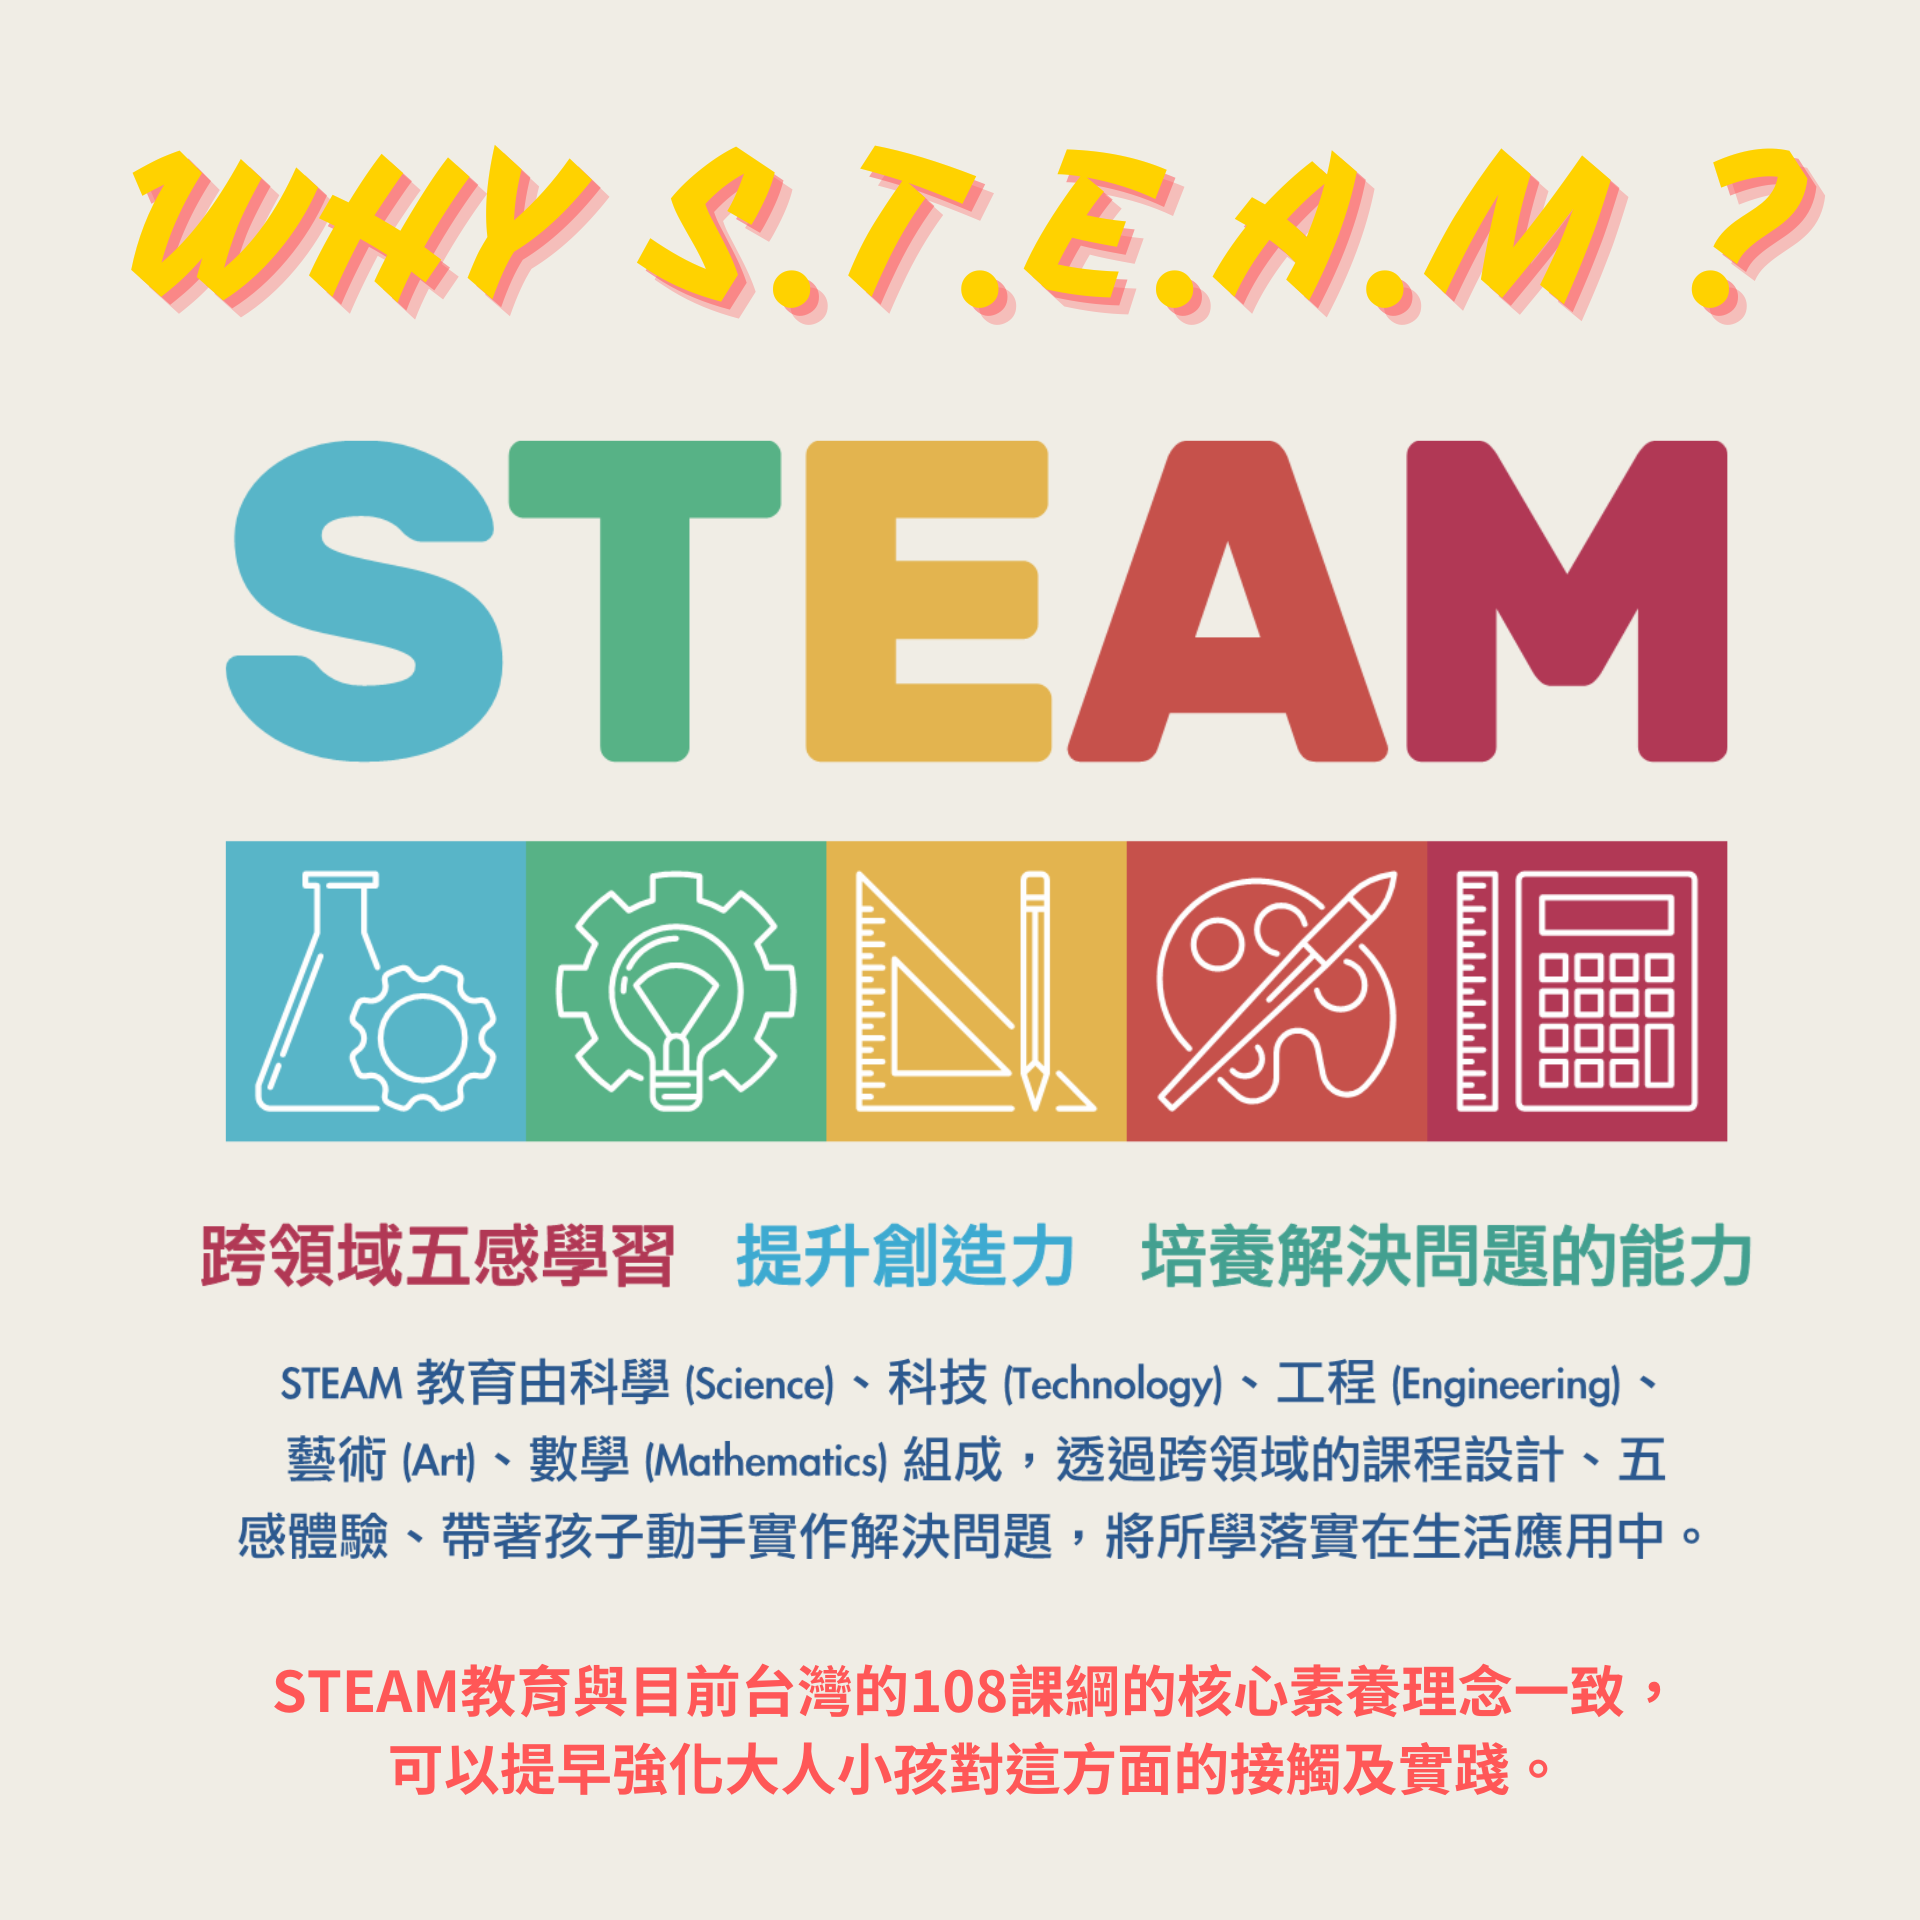 WHY S.T.E.A.M ?
STEAM
跨領域五感學習 提升創造力 培養解決問題的能力
STEAM 教育由科學 (Science)、科技 (Technology)、工程 (Engineering)、
藝術 (Art)、數學 (Mathematics) 組成，透過跨領域的課程設計、五
感體驗、帶著孩子動手實作解決問題，將所學落實在生活應用中。
STEAM教育與目前台灣的108課綱的核心素養理念一致，
可以提早強化大人小孩對這方面的接觸及實踐。